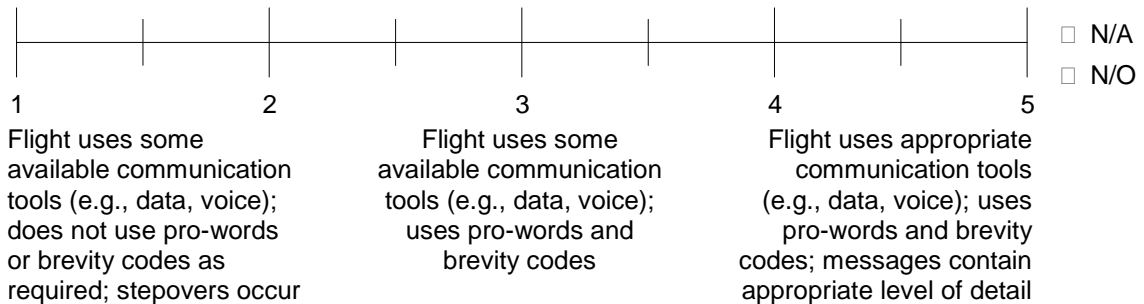 N/A
N/O
1 2 3 4 5
Flight uses some
available communication
tools (e.g., data, voice);
does not use pro-words
or brevity codes as
required; stepovers occur
Flight uses some
available communication
tools (e.g., data, voice);
uses pro-words and
brevity codes
Flight uses appropriate
communication tools
(e.g., data, voice); uses
pro-words and brevity
codes; messages contain
appropriate level of detail